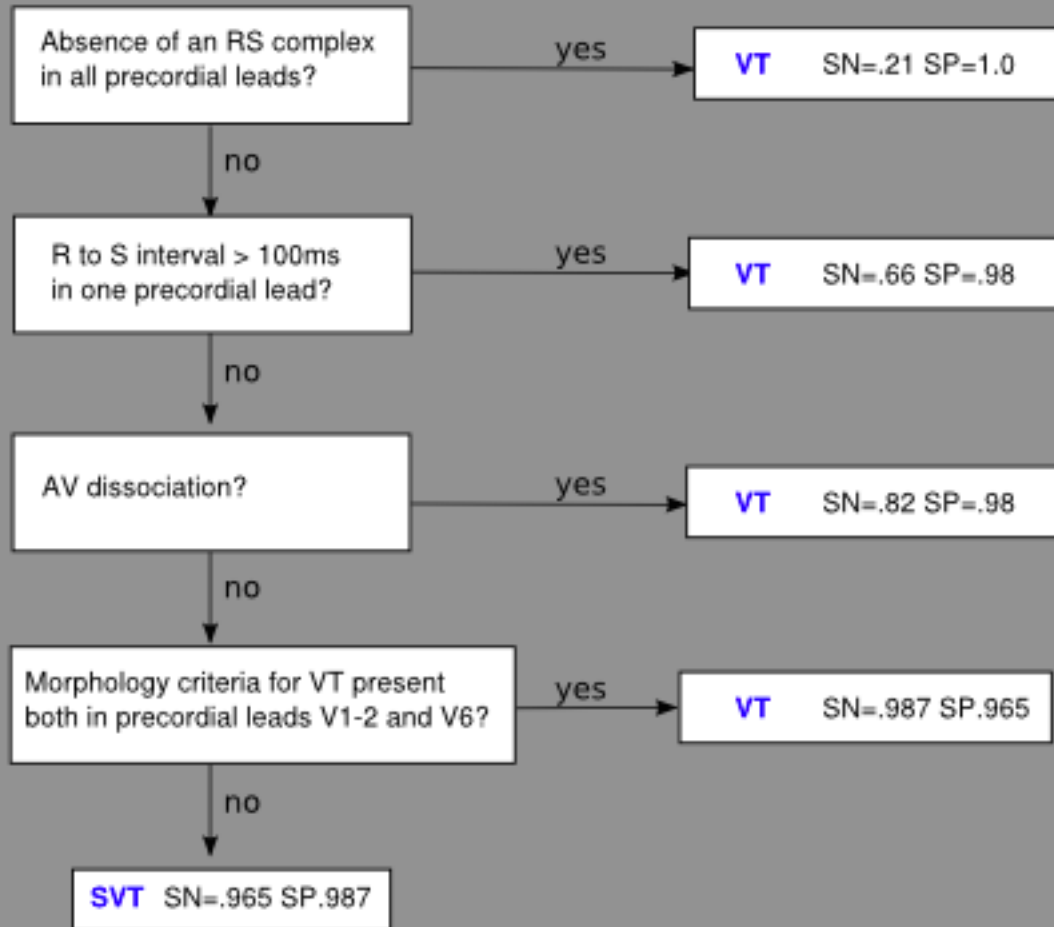 Absence of an RS complex
in all precordial leads?
yes
VT SN=.21 SP=1.0
no
R to S interval > 100ms
in one precordial lead?
yes
VT SN=.66 SP=.98
no
AV dissociation?
yes
VT SN=.82 SP=.98
no
Morphology criteria for VT present
both in precordial leads V1-2 and V6?
yes
VT SN=.987 SP.965
no
SVT SN=.965 SP.987